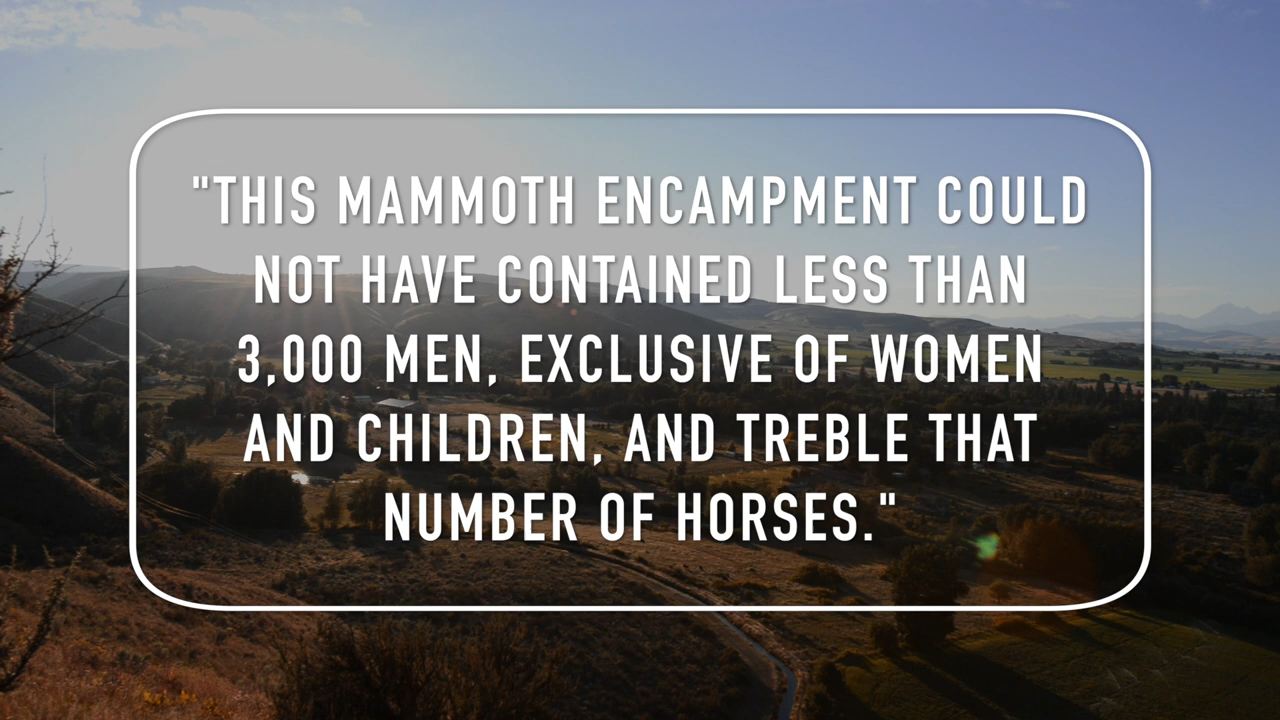 "THIS MAMMOTH ENCAMPMENT COULD
NOT HAVE CONTAINED LESS THAN
3,000 MEN, EXCLUSIVE OF WOMEN
AND CHILDREN, AND TREBLE THAT
NUMBER OF HORSES."